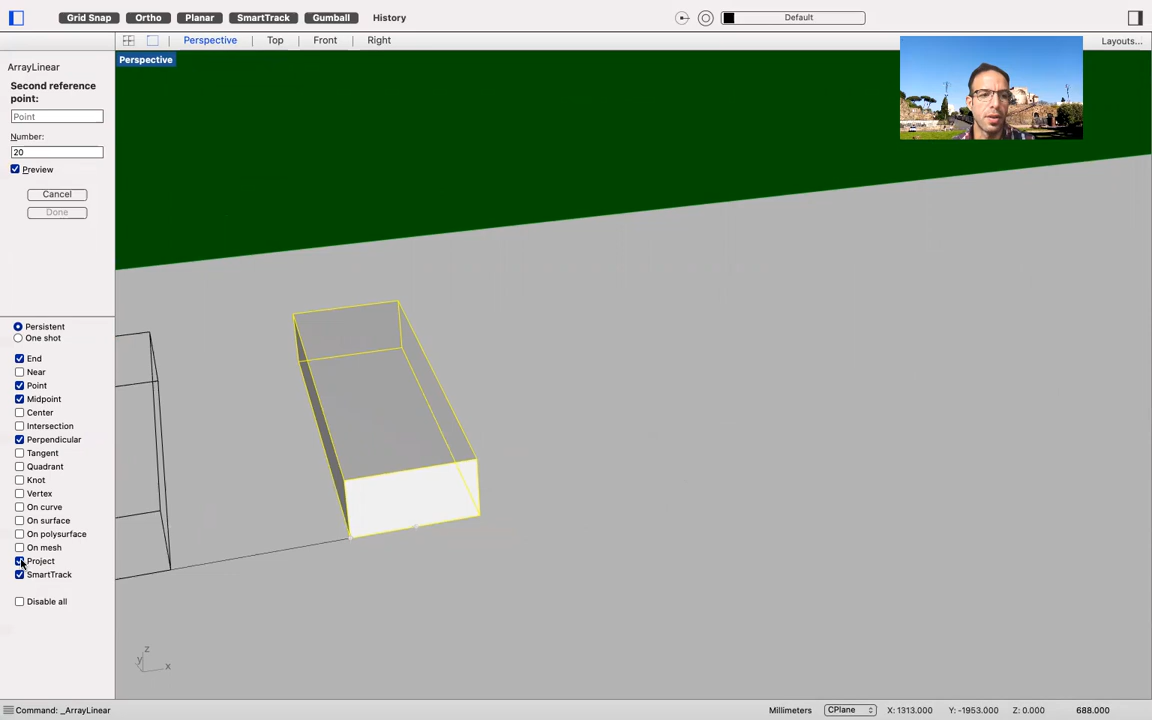 Grid Snap Ortho Planar SmartTrack Gumball History Default
Perspective Top Front Right Layouts...
Perspective
ArrayLinear
Second reference
point:
Point
Number:
20
Preview
Cancel
Done
Persistent
One shot
End
Near
Point
Midpoint
Center
Intersection
Perpendicular
Tangent
Quadrant
Knot
Vertex
On curve
On surface
On polysurface
On mesh
Project
SmartTrack
Disable all
z
y x
Command: _ArrayLinear Millimeters CPlane X: 1313.000 Y: -1953.000 Z: 0.000 688.000